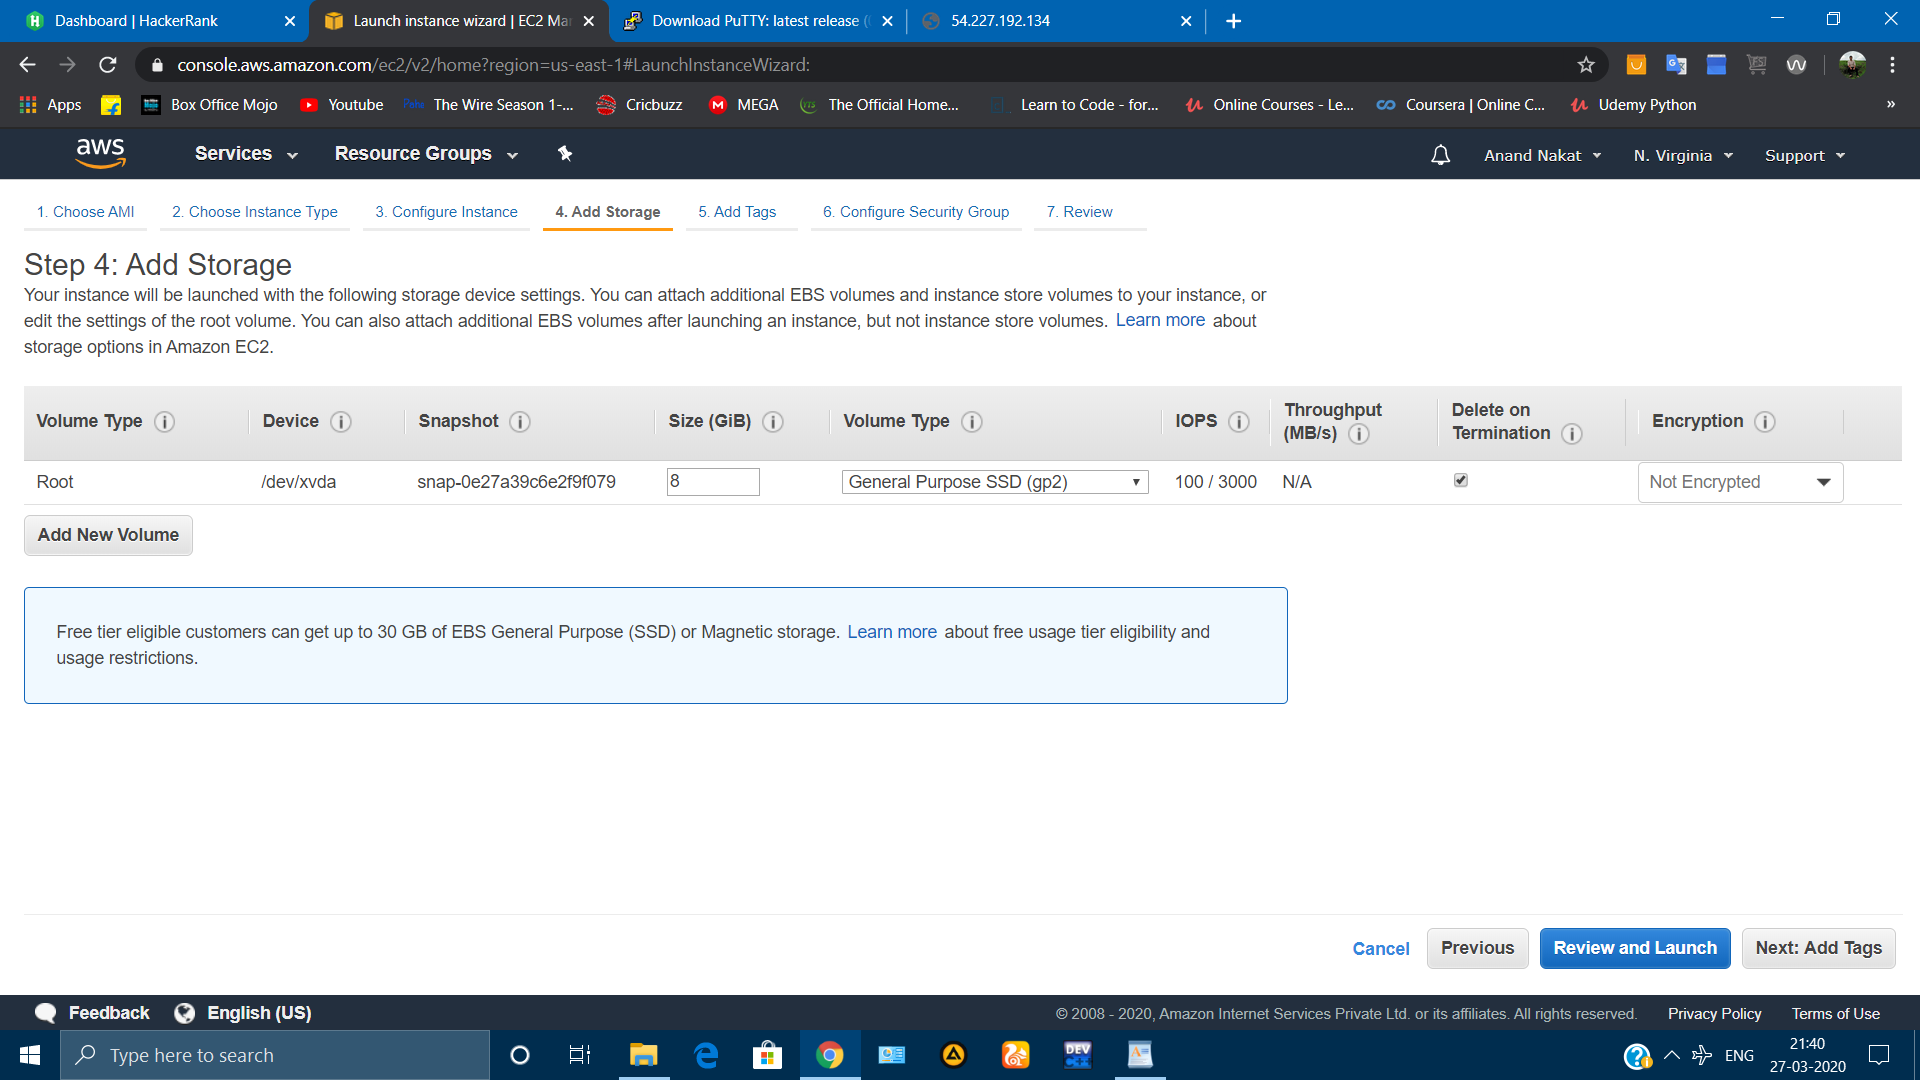 Dashboard | HackerRank
Launch instance wizard | EC2 Ma
Download PuTTY: latest release (
54.227.192.134
console.aws.amazon.com/ec2/v2/home?region=us-east-1#LaunchInstanceWizard:
Apps
Box Office Mojo
Youtube
The Wire Season 1-...
Cricbuzz
MEGA
The Official Home...
Learn to Code - for...
Online Courses - Le...
Coursera | Online C...
Udemy Python
»
aws
Services
Resource Groups
Anand Nakat
N. Virginia
Support
1. Choose AMI
2. Choose Instance Type
3. Configure Instance
4. Add Storage
5. Add Tags
6. Configure Security Group
7. Review
Step 4: Add Storage
Your instance will be launched with the following storage device settings. You can attach additional EBS volumes and instance store volumes to your instance, or
edit the settings of the root volume. You can also attach additional EBS volumes after launching an instance, but not instance store volumes. Learn more about
storage options in Amazon EC2.
Volume Type
Device
Snapshot
Size (GiB)
Volume Type
IOPS
Throughput
(MB/s)
Delete on
Termination
Encryption
Root
/dev/xvda
snap-0e27a39c6e2f9f079
8
General Purpose SSD (gp2)
100 / 3000
N/A
Not Encrypted
Add New Volume
Free tier eligible customers can get up to 30 GB of EBS General Purpose (SSD) or Magnetic storage. Learn more about free usage tier eligibility and
usage restrictions.
Cancel
Previous
Review and Launch
Next: Add Tags
Feedback
English (US)
© 2008 - 2020, Amazon Internet Services Private Ltd. or its affiliates. All rights reserved.
Privacy Policy
Terms of Use
Type here to search
DEV
C++
ENG
21:40
27-03-2020